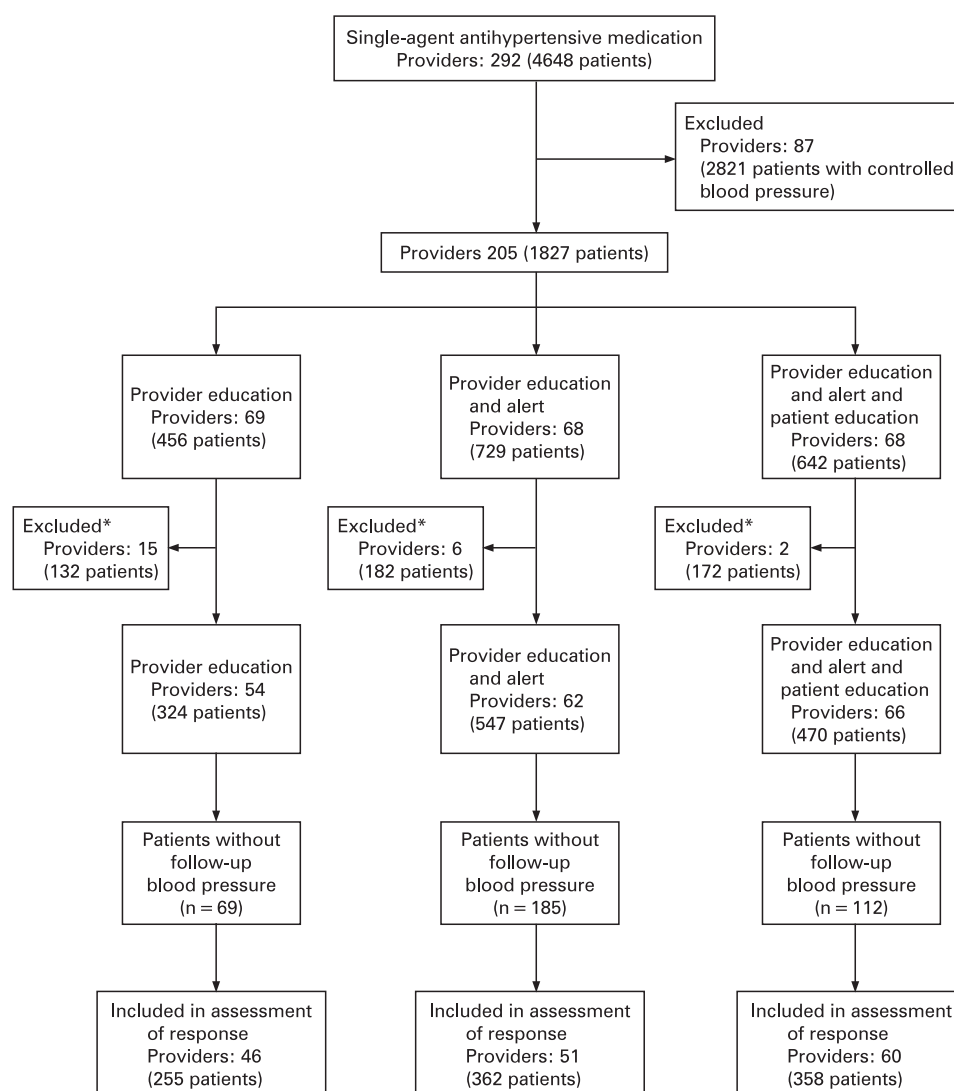 Single-agent antihypertensive medication
Providers: 292 (4648 patients)
Excluded
Providers: 87
(2821 patients with controlled
blood pressure)
Providers 205 (1827 patients)
Provider education
Providers: 69
(456 patients)
Provider education
and alert
Providers: 68
(729 patients)
Provider education
and alert and
patient education
Providers: 68
(642 patients)
Excluded*
Providers: 15
(132 patients)
Excluded*
Providers: 6
(182 patients)
Excluded*
Providers: 2
(172 patients)
Provider education
Providers: 54
(324 patients)
Provider education
and alert
Providers: 62
(547 patients)
Provider education
and alert and
patient education
Providers: 66
(470 patients)
Patients without
follow-up
blood pressure
(n = 69)
Patients without
follow-up
blood pressure
(n = 185)
Patients without
follow-up
blood pressure
(n = 112)
Included in assessment
of response
Providers: 46
(255 patients)
Included in assessment
of response
Providers: 51
(362 patients)
Included in assessment
of response
Providers: 60
(358 patients)